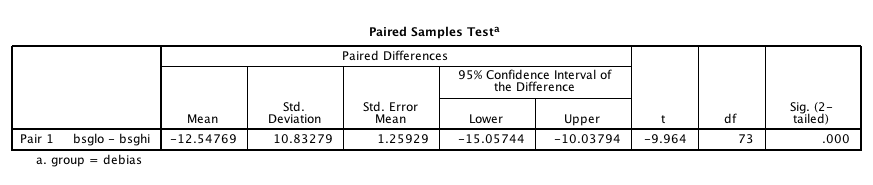 Paired Samples Testᵃ
Paired Differences
95% Confidence Interval of
the Difference
Mean Std. Deviation Std. Error Mean Lower Upper t df Sig. (2-tailed)
Pair 1 bsglo - bsghi -12.54769 10.83279 1.25929 -15.05744 -10.03794 -9.964 73 .000
a. group = debias